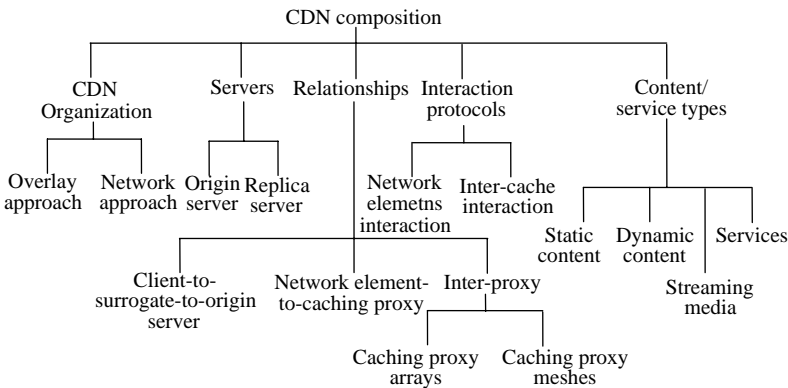 CDN composition
CDN
Organization
Servers
Relationships
Interaction
protocols
Content/
service types
Overlay
approach
Network
approach
Origin
server
Replica
server
Network
elemetns
interaction
Inter-cache
interaction
Static
content
Dynamic
content
Services
Streaming
media
Client-to-
surrogate-to-origin
server
Network element-
to-caching proxy
Inter-proxy
Caching proxy
arrays
Caching proxy
meshes